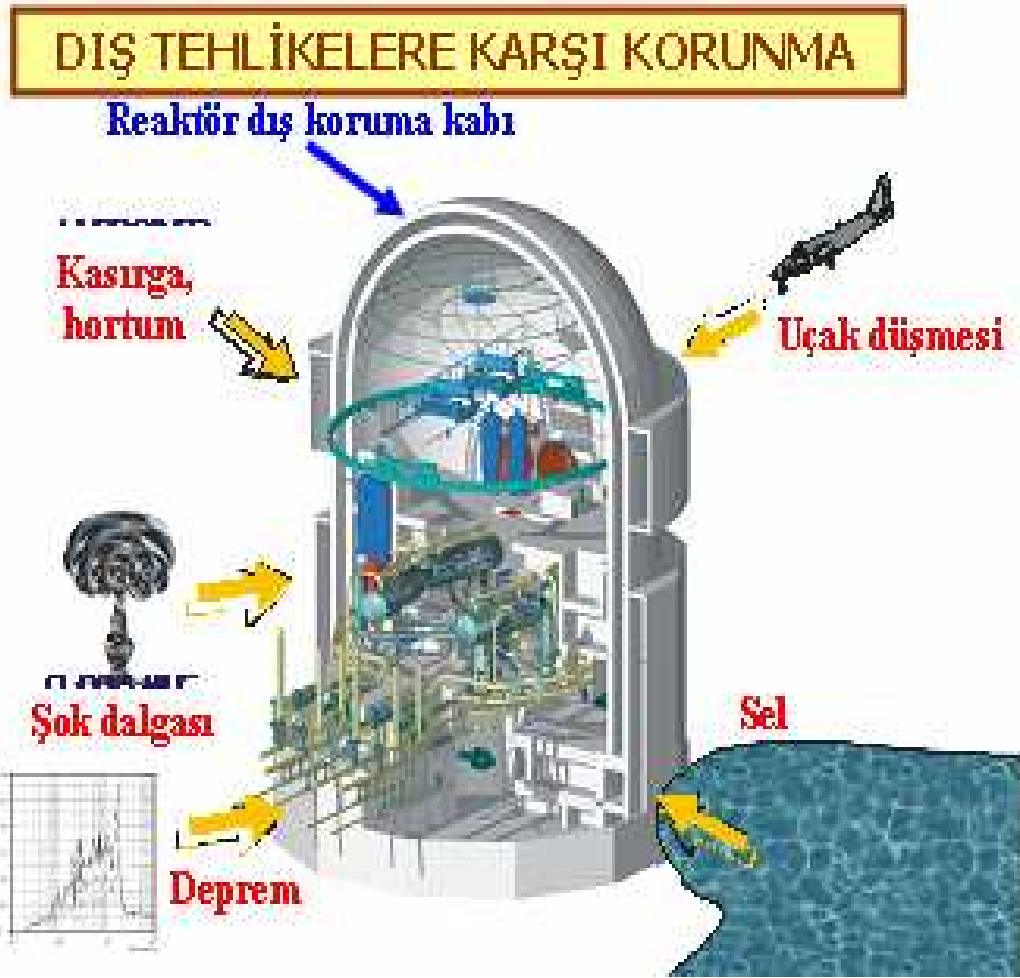 DIŞ TEHLİKELERE KARŞI KORUNMA
Reaktör dış koruma kabı
Kasırga,
hortum
Uçak düşmesi
Şok dalgası
Sel
Deprem